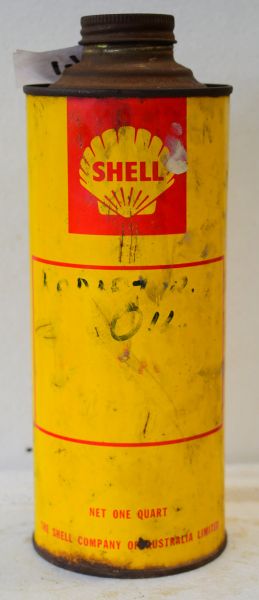 SHELL
Oil
NET ONE QUART
THE SHELL COMPANY OF AUSTRALIA LIMITED